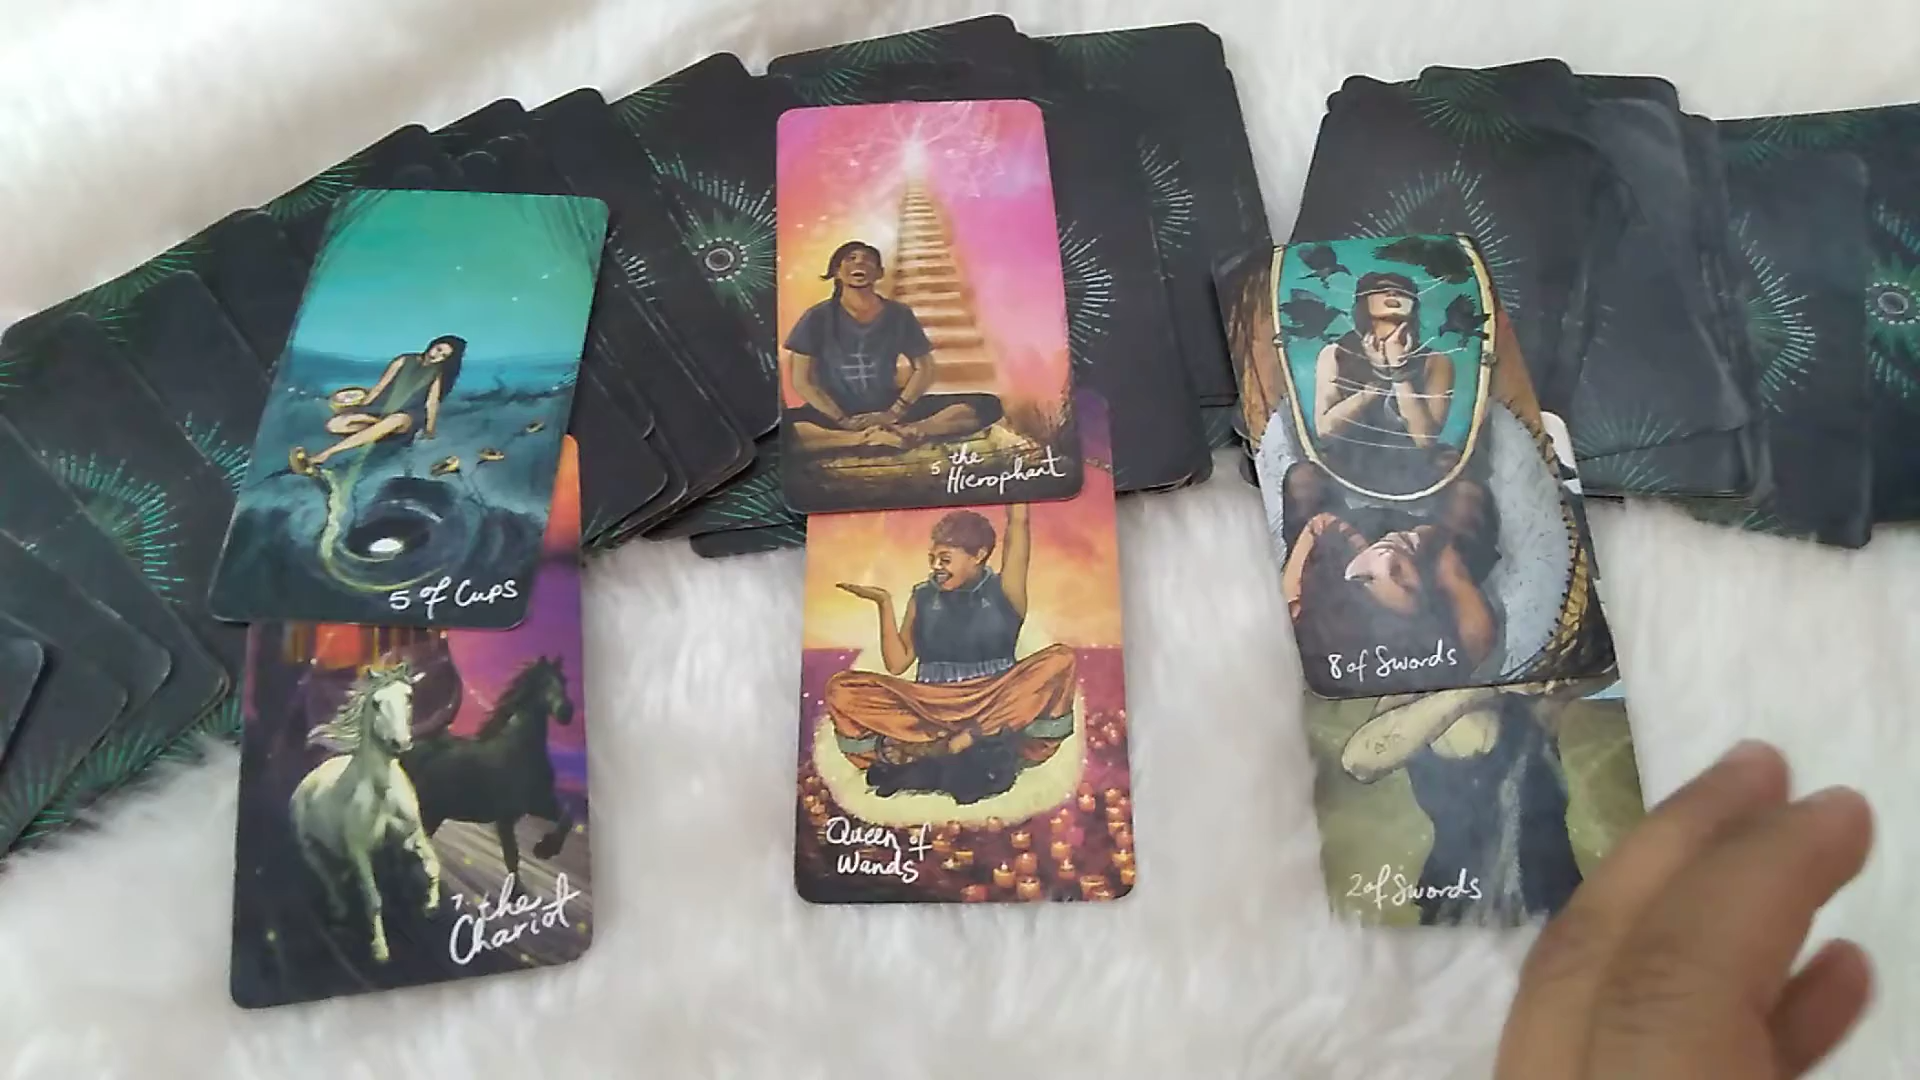 5 of Cups
7. the
Chariot
5 the
Hierophant
Queen of
Wands
8 of Swords
2 of Swords